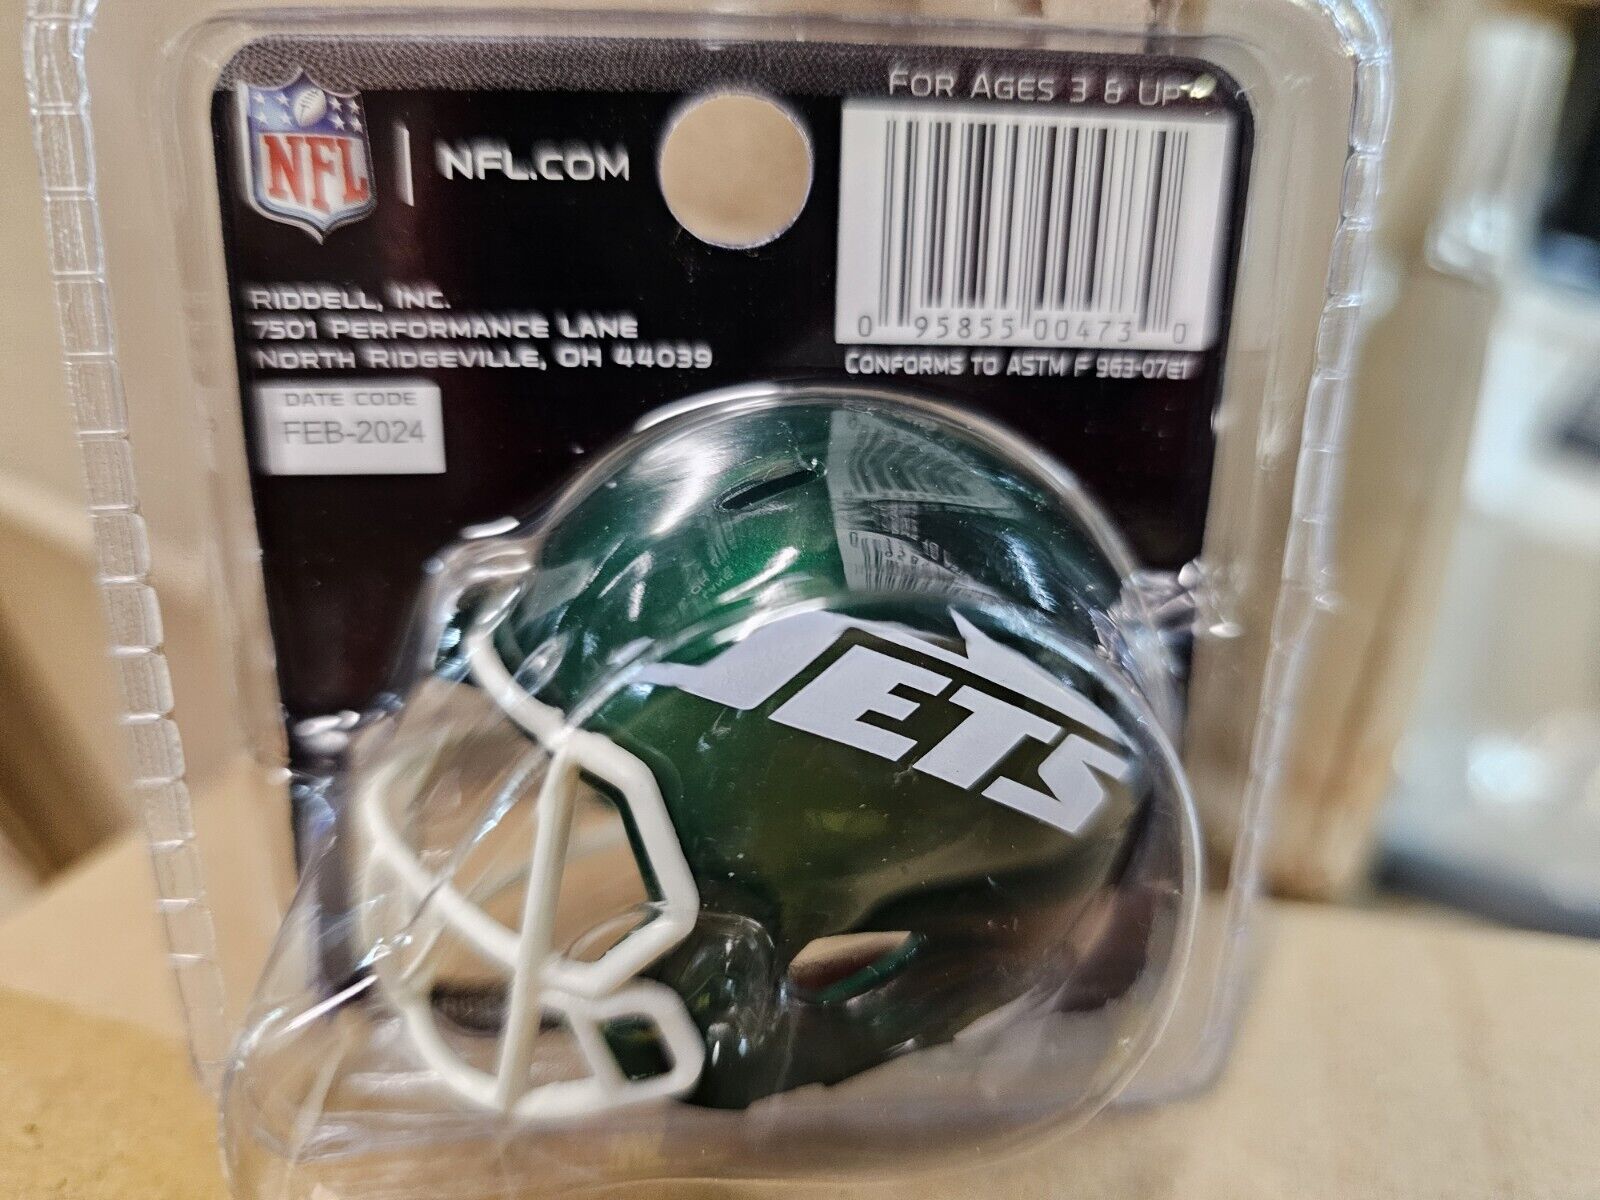 FOR AGES 3 & UP
NFL
NFL.COM
RIDDELL, INC.
7501 PERFORMANCE LANE
NORTH RIDGEVILLE, OH 44039
DATE CODE
FEB-2024
0 95855 00473 0
CONFORMS TO ASTM F 963-07E1
JETS